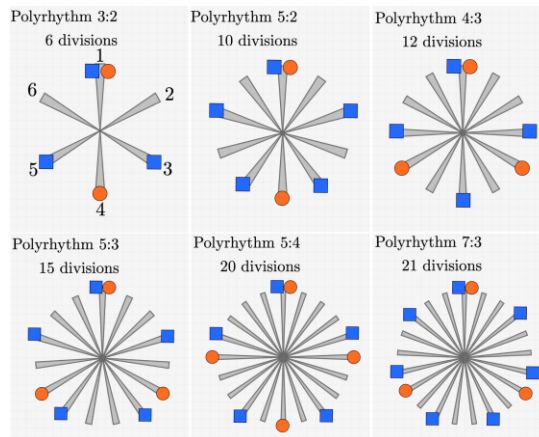 Polyrhythm 3:2
6 divisions
1
6
2
5
3
4
Polyrhythm 5:2
10 divisions
Polyrhythm 4:3
12 divisions
Polyrhythm 5:3
15 divisions
Polyrhythm 5:4
20 divisions
Polyrhythm 7:3
21 divisions